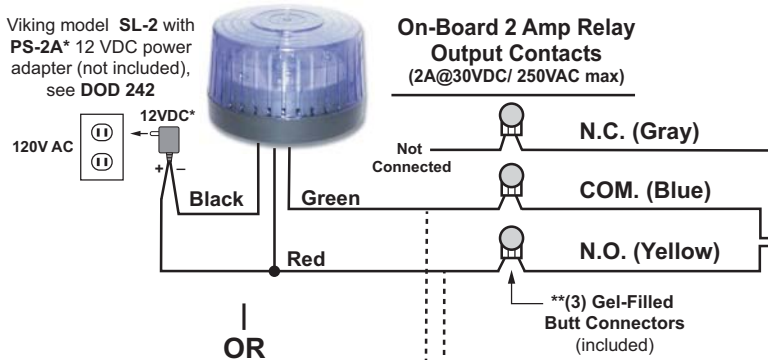 Viking model SL-2 with
PS-2A* 12 VDC power
adapter (not included),
see DOD 242
12VDC*
120V AC
+ –
Black
Green
Red
OR
On-Board 2 Amp Relay
Output Contacts
(2A@30VDC/ 250VAC max)
Not
Connected
N.C. (Gray)
COM. (Blue)
N.O. (Yellow)
**(3) Gel-Filled
Butt Connectors
(included)